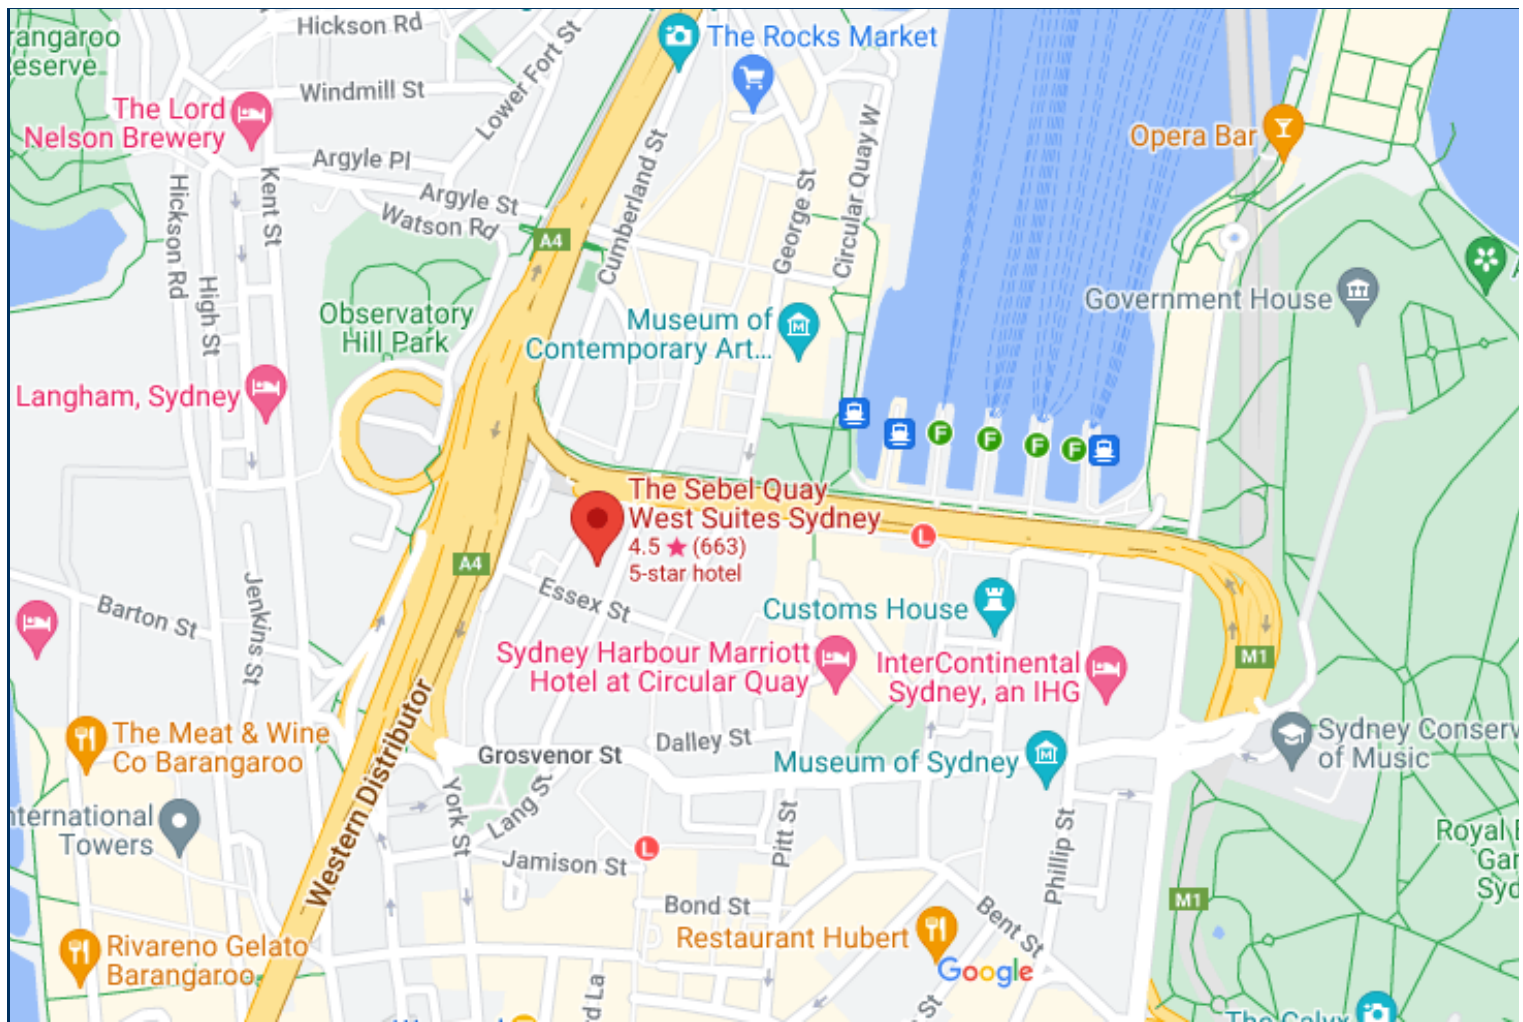 Hickson Rd
The Rocks Market
rangaroo
eserve
Windmill St
Lower Fort St
The Lord
Nelson Brewery
Argyle Pl
Opera Bar
Argyle St
Watson Rd
Cumberland St
George St
Circular Quay W
Kent St
Hickson Rd
High St
A4
Observatory
Hill Park
Museum of
Contemporary Art...
Government House
Langham, Sydney
F
F
F
F
The Sebel Quay
West Suites Sydney
4.5 ★ (663)
5-star hotel
L
A4
Essex St
Barton St
Jenkins St
Customs House
Sydney Harbour Marriott
Hotel at Circular Quay
InterContinental
Sydney, an IHG
M1
The Meat & Wine
Co Barangaroo
Western Distributor
Grosvenor St
Dalley St
Museum of Sydney
Sydney Conserv
of Music
nternational
Towers
York St
Lang St
Jamison St
L
Pitt St
Phillip St
Royal
Gar
Syd
Bond St
M1
Bent St
Restaurant Hubert
Rivareno Gelato
Barangaroo
Google
rd La
St
The Calyx